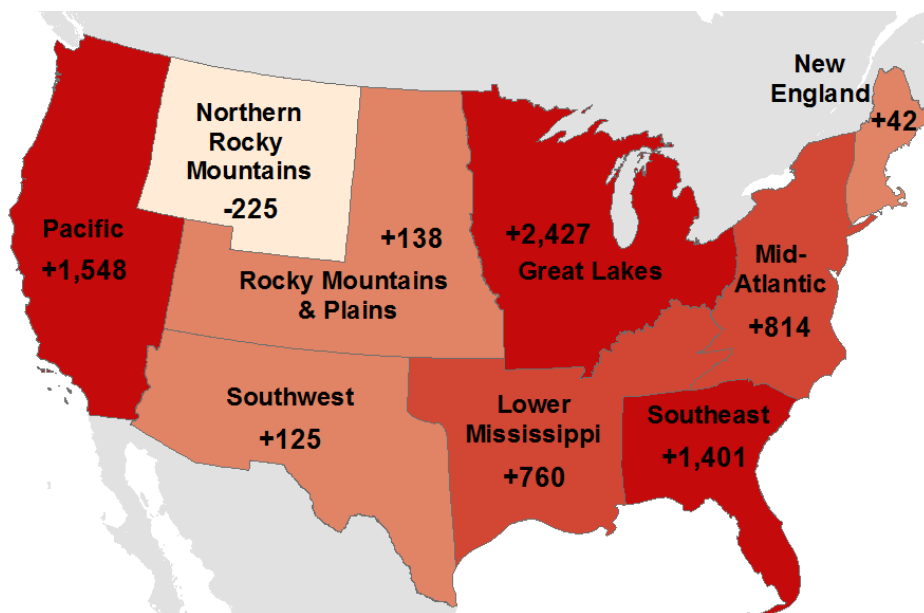 New
England
+42
Northern
Rocky
Mountains
-225
Pacific
+1,548
+138
Rocky Mountains
& Plains
+2,427
Great Lakes
Mid-
Atlantic
+814
Southwest
+125
Lower
Mississippi
+760
Southeast
+1,401